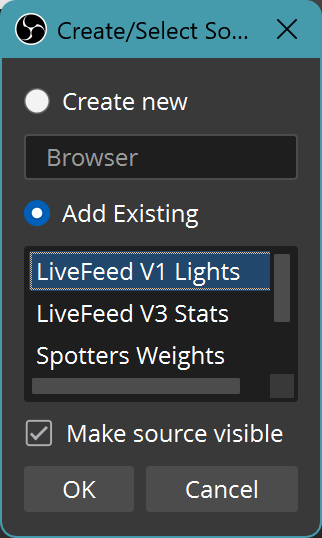 Create/Select So...
Create new
Browser
Add Existing
LiveFeed V1 Lights
LiveFeed V3 Stats
Spotters Weights
Make source visible
OK
Cancel